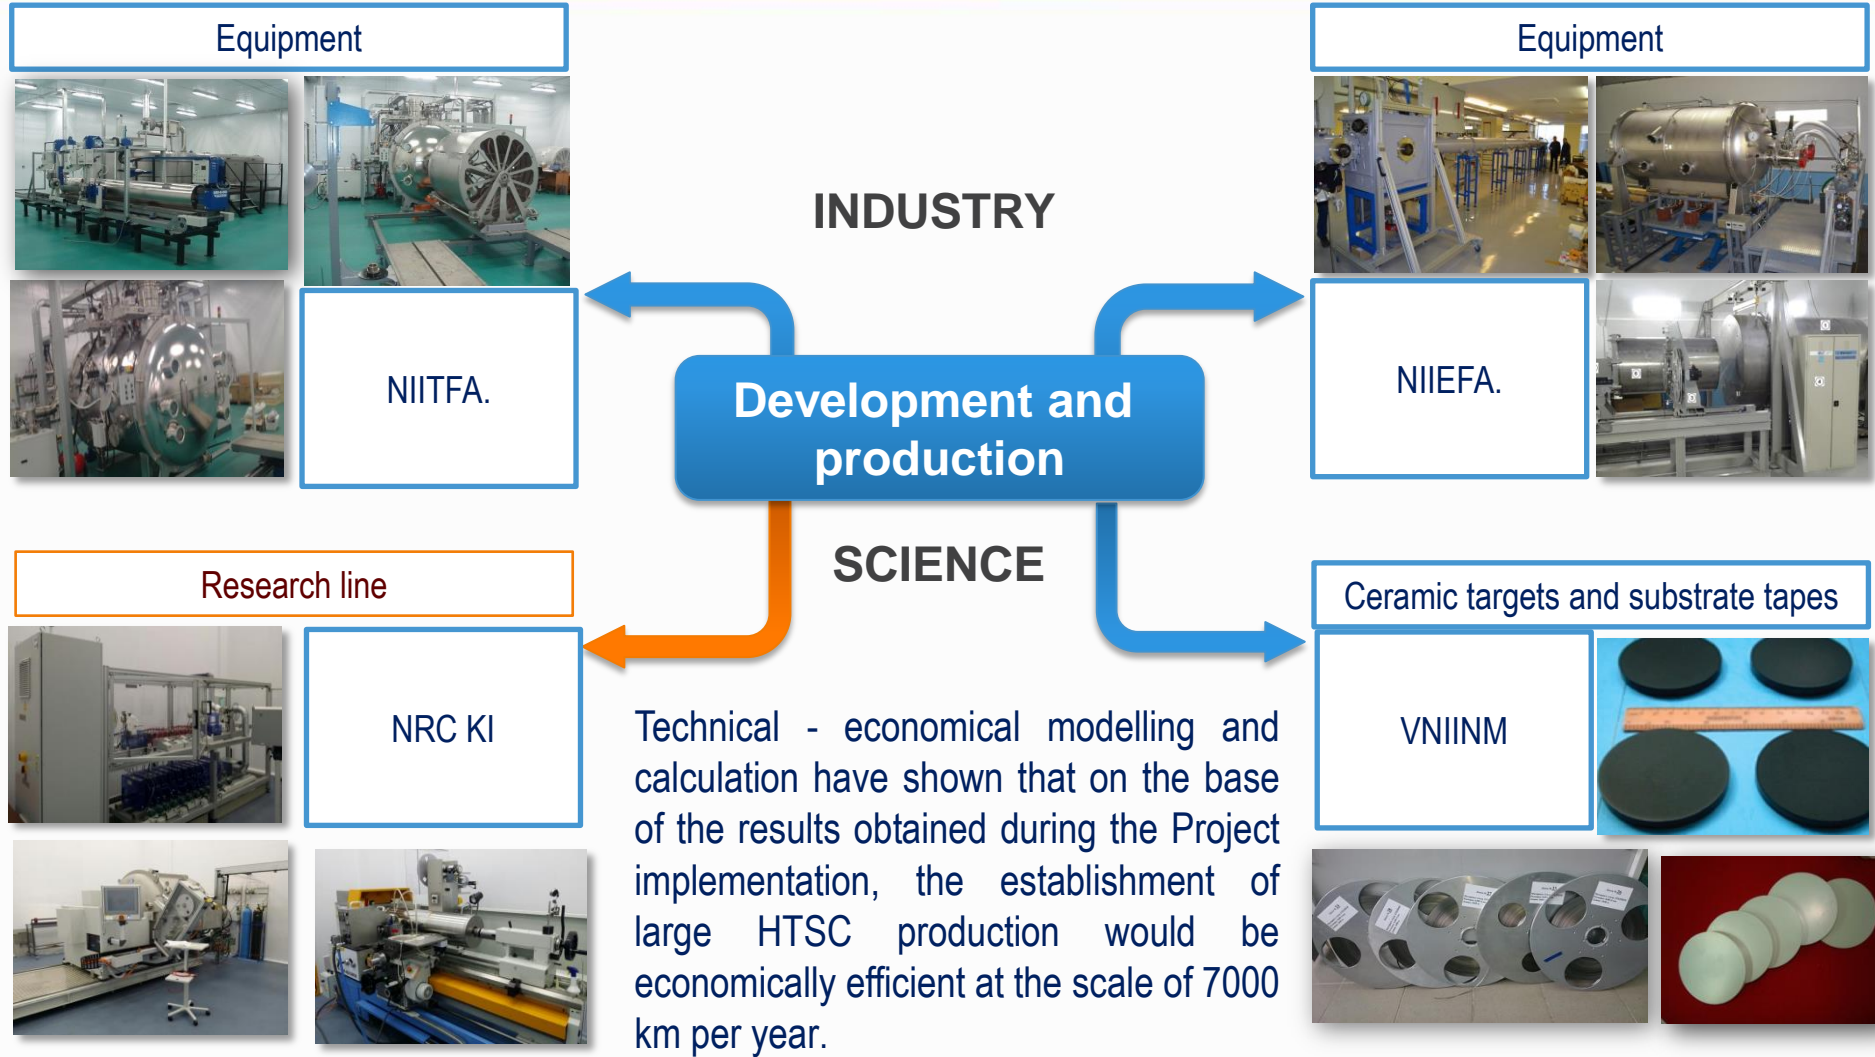 Equipment
Equipment
INDUSTRY
NIITFA.
NIIEFA.
Development and
production
SCIENCE
Research line
Ceramic targets and substrate tapes
NRC KI
VNIINM
Technical - economical modelling and
calculation have shown that on the base
of the results obtained during the Project
implementation, the establishment of
large HTSC production would be
economically efficient at the scale of 7000
km per year.